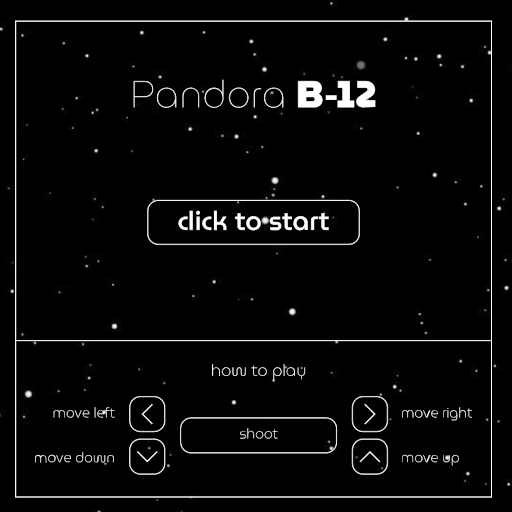 Pandora B-12
click to start
how to play
move left
move right
shoot
move down
move up